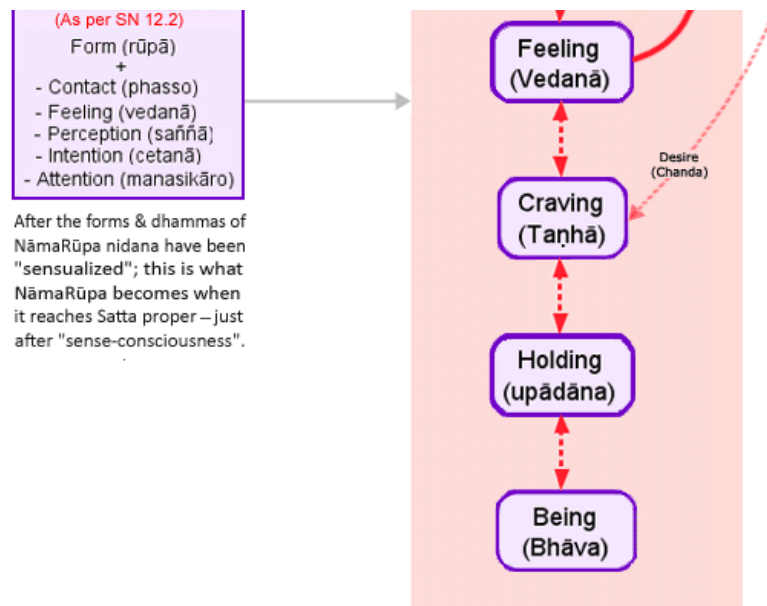 (As per SN 12.2)
Form (rūpā)
+
- Contact (phasso)
- Feeling (vedanā)
- Perception (saññā)
- Intention (cetanā)
- Attention (manasikāro)
After the forms & dhammas of
NāmaRūpa nidana have been
"sensualized"; this is what
NāmaRūpa becomes when
it reaches Satta proper – just
after "sense-consciousness".
Feeling
(Vedanā)
Desire
(Chanda)
Craving
(Taṇhā)
Holding
(upādāna)
Being
(Bhāva)